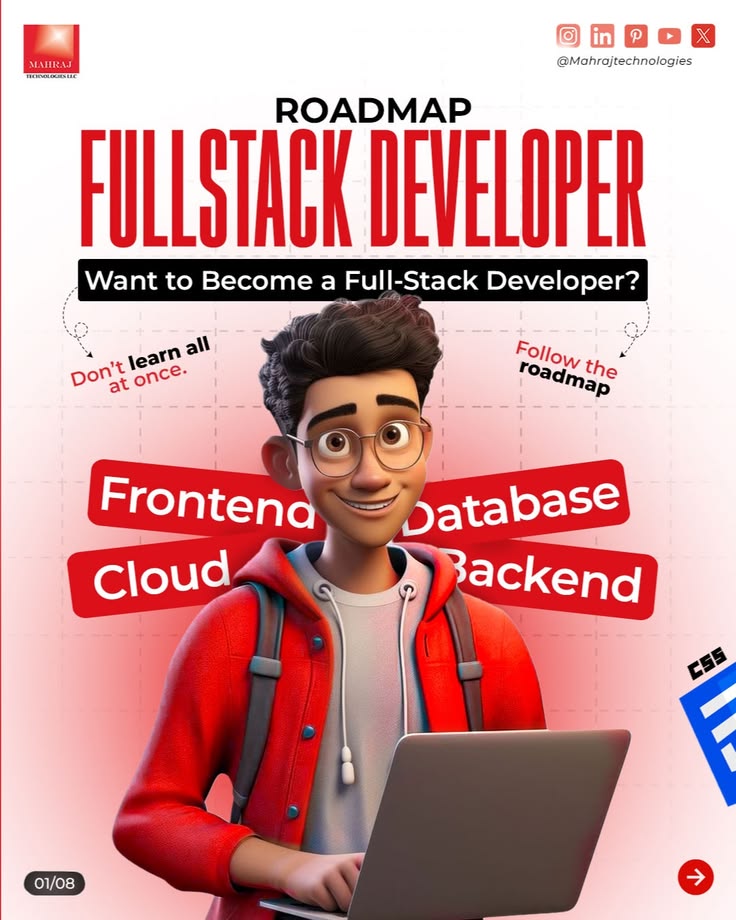 MAHRAJ
TECHNOLOGIES LLC
@Mahrajtechnologies
ROADMAP
FULLSTACK DEVELOPER
Want to Become a Full-Stack Developer?
Don't learn all
at once.
Follow the
roadmap
Frontend
Database
Cloud
Backend
CSS
01/08